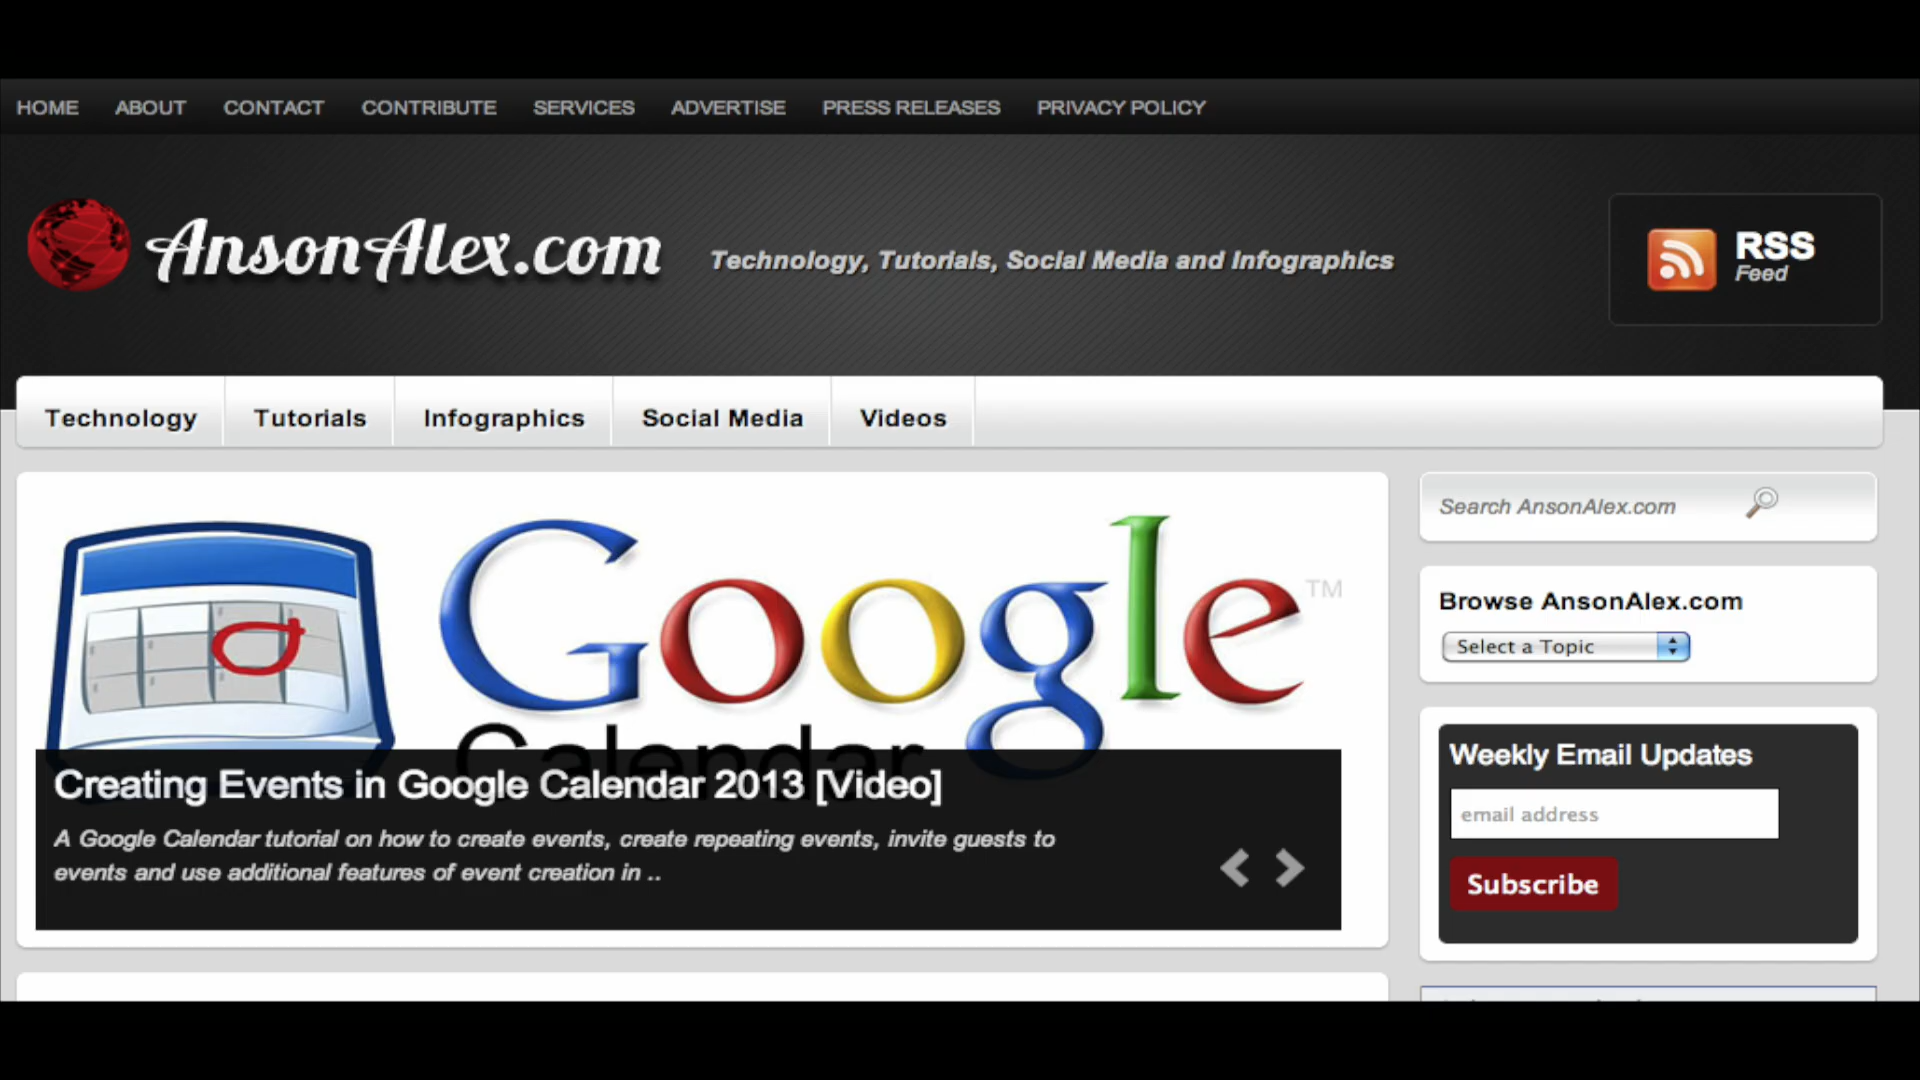 HOME ABOUT CONTACT CONTRIBUTE SERVICES ADVERTISE PRESS RELEASES PRIVACY POLICY
AnsonAlex.com Technology, Tutorials, Social Media and Infographics
RSS
Feed
Technology Tutorials Infographics Social Media Videos
Google TM
Calendar
Creating Events in Google Calendar 2013 [Video]
A Google Calendar tutorial on how to create events, create repeating events, invite guests to
events and use additional features of event creation in ..
Search AnsonAlex.com
Browse AnsonAlex.com
Select a Topic
Weekly Email Updates
email address
Subscribe